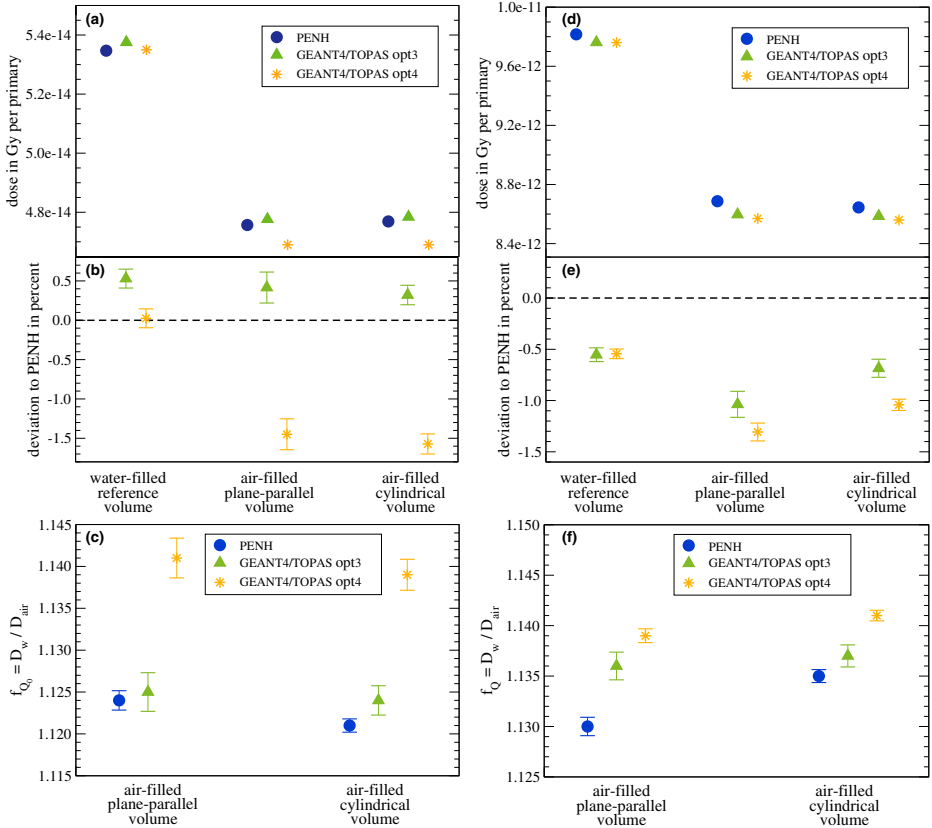 (a)
PENH
GEANT4/TOPAS opt3
GEANT4/TOPAS opt4
5.4e-14
5.2e-14
5.0e-14
4.8e-14
dose in Gy per primary
(b)
0.5
0.0
-0.5
-1.0
-1.5
deviation to PENH in percent
water-filled
reference
volume
air-filled
plane-parallel
volume
air-filled
cylindrical
volume
(c)
PENH
GEANT4/TOPAS opt3
GEANT4/TOPAS opt4
1.145
1.140
1.135
1.130
1.125
1.120
1.115
f_Q_0 = D_w / D_air
air-filled
plane-parallel
volume
air-filled
cylindrical
volume
(d)
PENH
GEANT4/TOPAS opt3
GEANT4/TOPAS opt4
1.0e-11
9.6e-12
9.2e-12
8.8e-12
8.4e-12
dose in Gy per primary
(e)
0.0
-0.5
-1.0
-1.5
deviation to PENH in percent
water-filled
reference
volume
air-filled
plane-parallel
volume
air-filled
cylindrical
volume
(f)
PENH
GEANT4/TOPAS opt3
GEANT4/TOPAS opt4
1.150
1.145
1.140
1.135
1.130
1.125
f_Q = D_w / D_air
air-filled
plane-parallel
volume
air-filled
cylindrical
volume